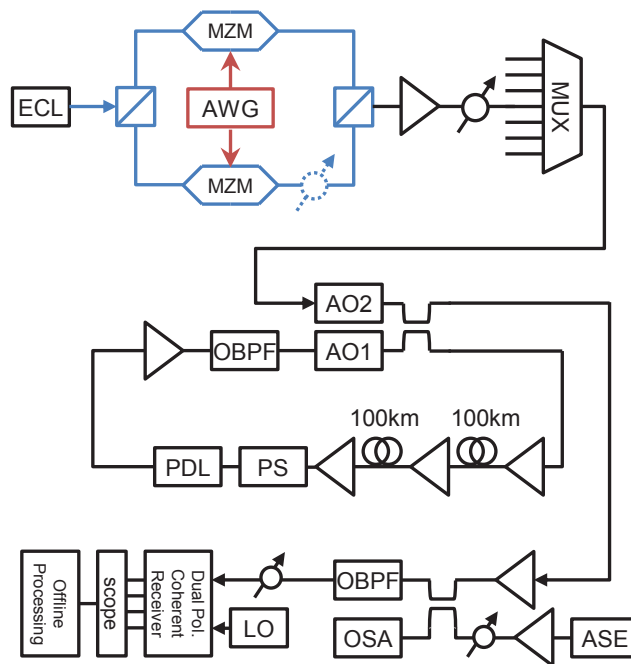 MZM
ECL
AWG
MZM
MUX
AO2
OBPF
AO1
100km
100km
PDL
PS
Offline
Processing
scope
Dual Pol.
Coherent
Receiver
OBPF
LO
OSA
ASE